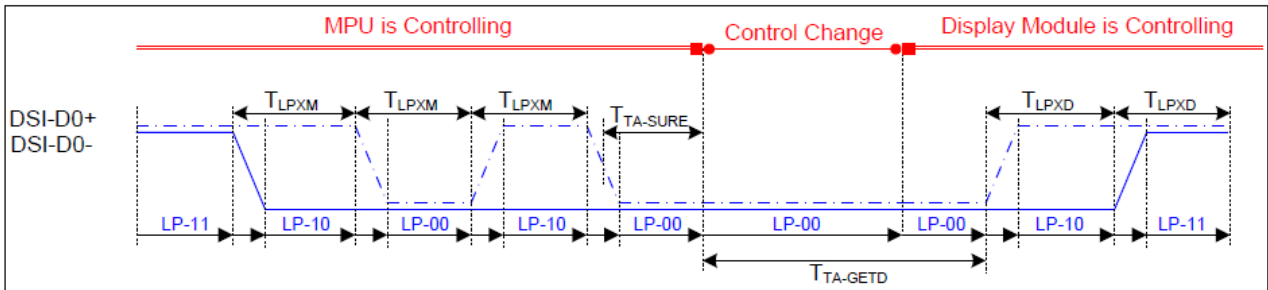 MPU is Controlling Control Change Display Module is Controlling
TLPXM TLPXM TLPXM TTA-SURE TLPXD TLPXD
DSI-D0+
DSI-D0-
LP-11 LP-10 LP-00 LP-10 LP-00 LP-00 LP-00 LP-10 LP-11
TTA-GETD